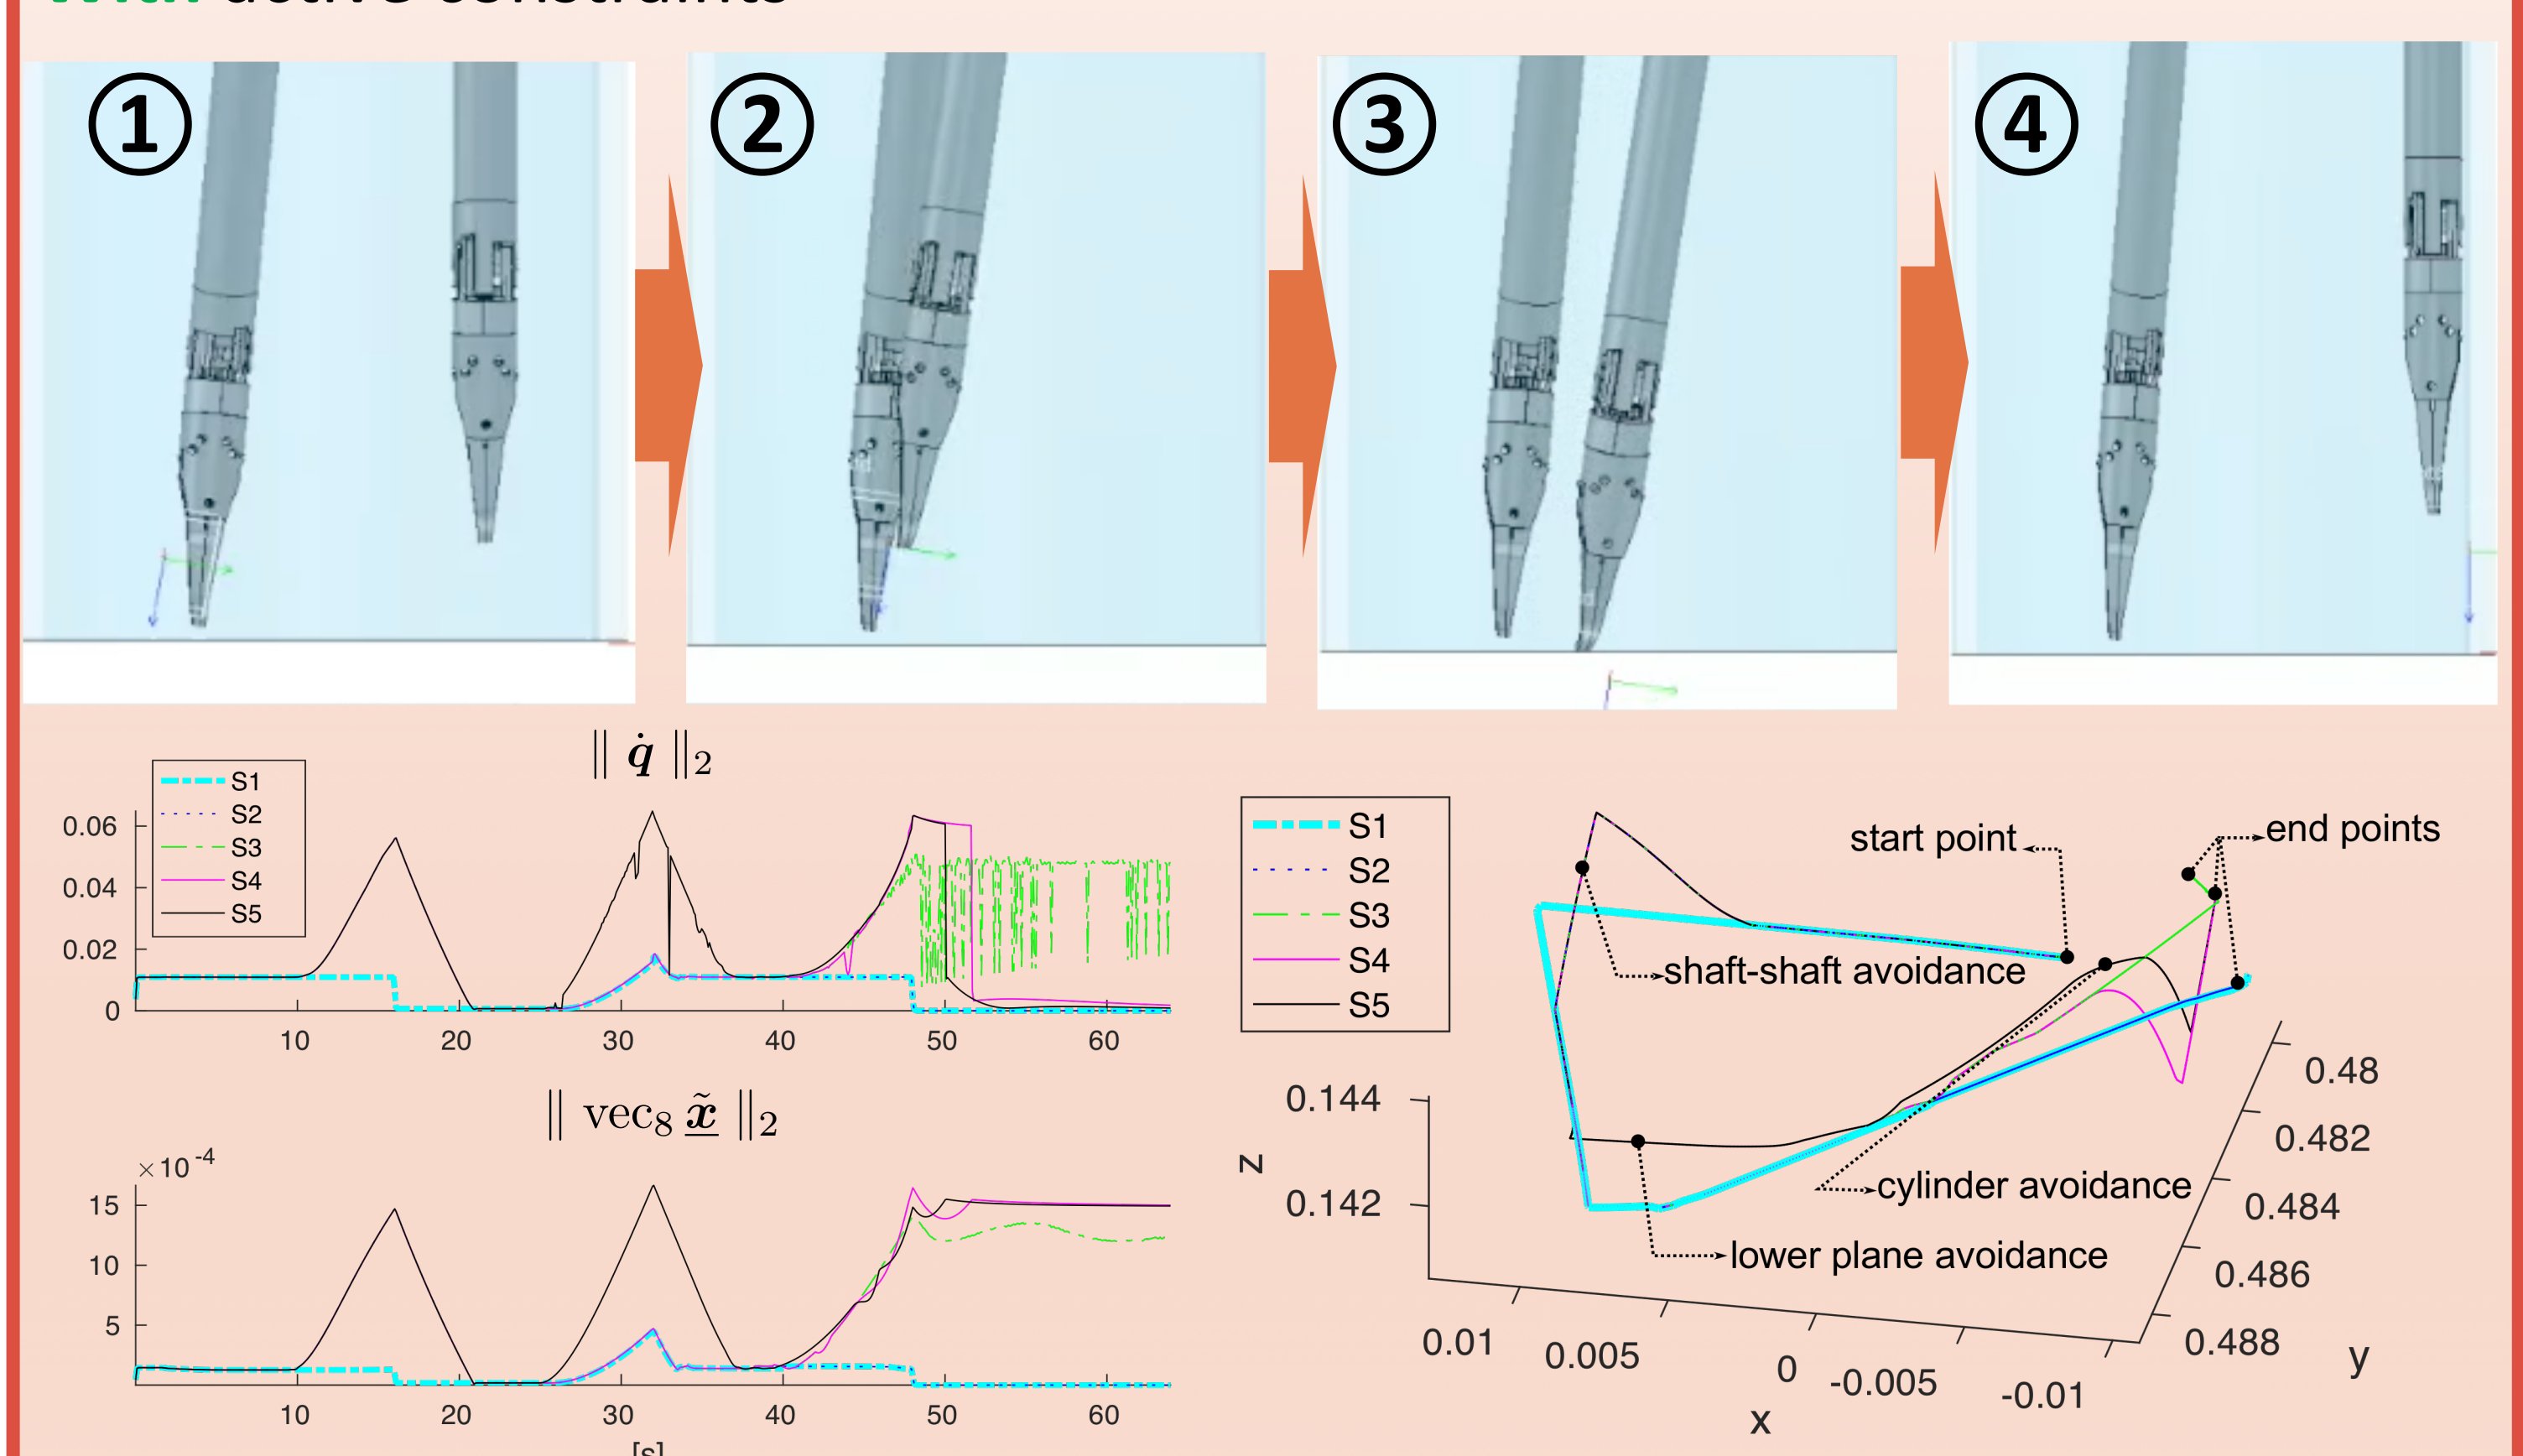 With active constraints
① ② ③ ④
‖ q̇ ‖₂
S1
S2
S3
S4
S5
0.06
0.04
0.02
0
10 20 30 40 50 60
‖ vec₈ x̃ ‖₂
×10⁻⁴
15
10
5
10 20 30 40 50 60
[s]
S1
S2
S3
S4
S5
start point
end points
shaft-shaft avoidance
cylinder avoidance
lower plane avoidance
z
0.144
0.142
0.01 0.005 0 -0.005 -0.01
x
0.48
0.482
0.484
0.486
0.488
y